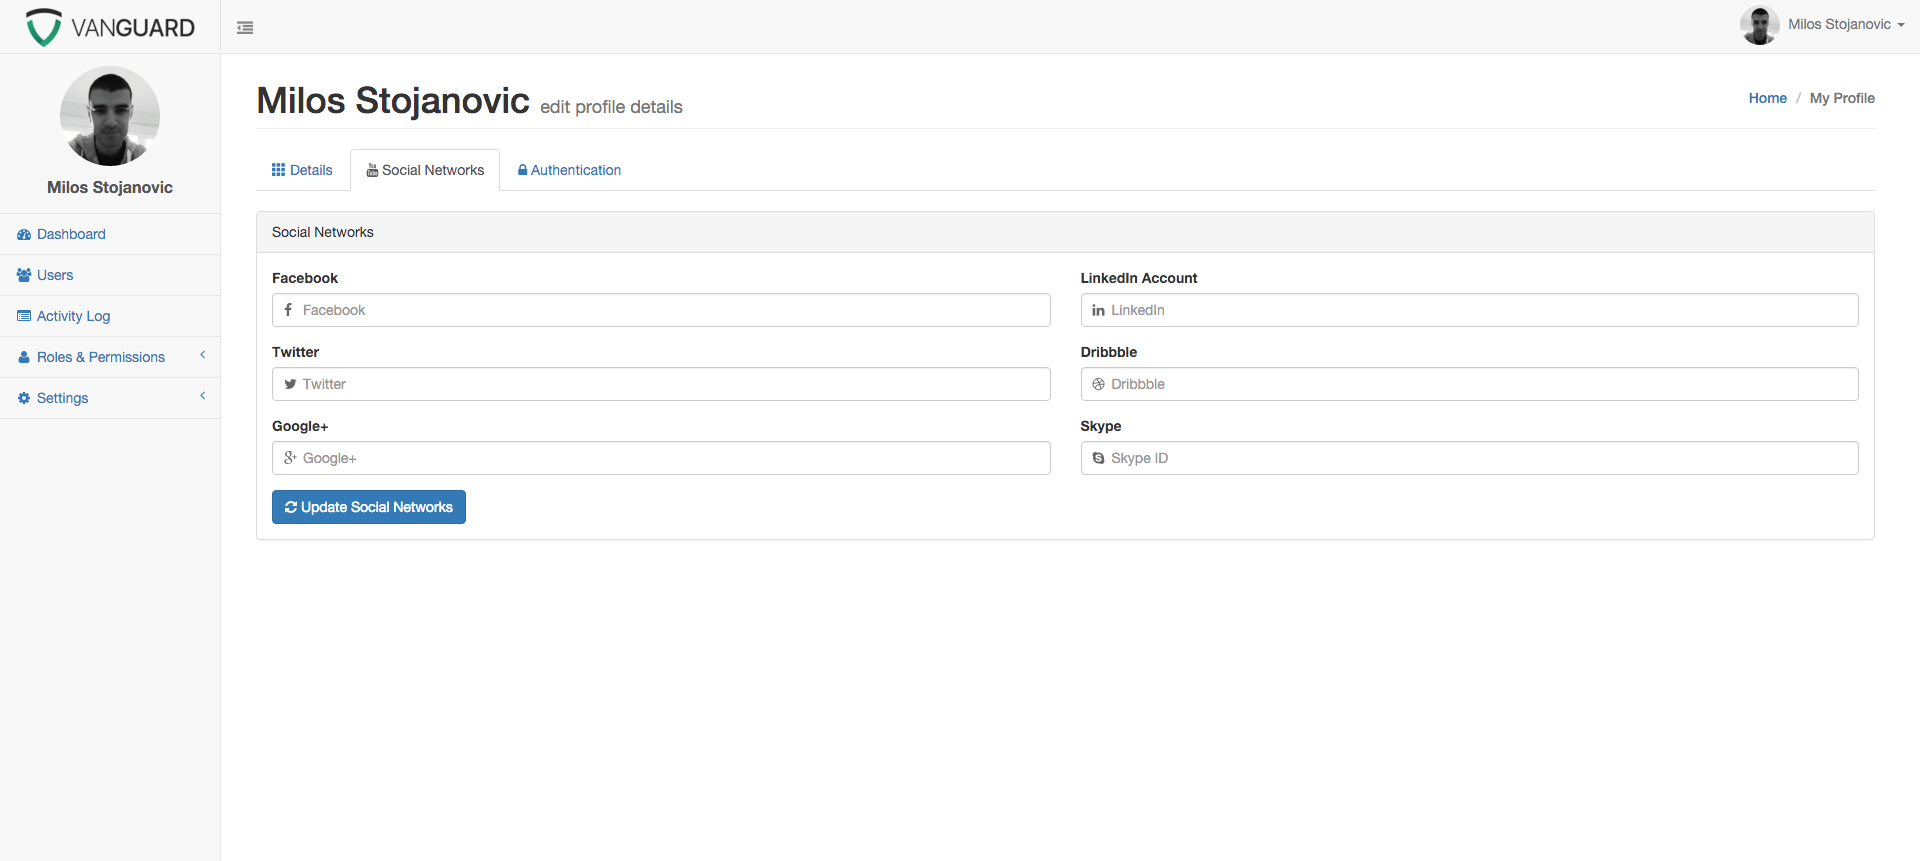 VANGUARD
Milos Stojanovic
Milos Stojanovic
Dashboard
Users
Activity Log
Roles & Permissions
Settings
Milos Stojanovic edit profile details
Home / My Profile
Details
You Tube Social Networks
Authentication
Social Networks
Facebook
Facebook
LinkedIn Account
LinkedIn
Twitter
Twitter
Dribbble
Dribbble
Google+
Google+
Skype
Skype ID
Update Social Networks